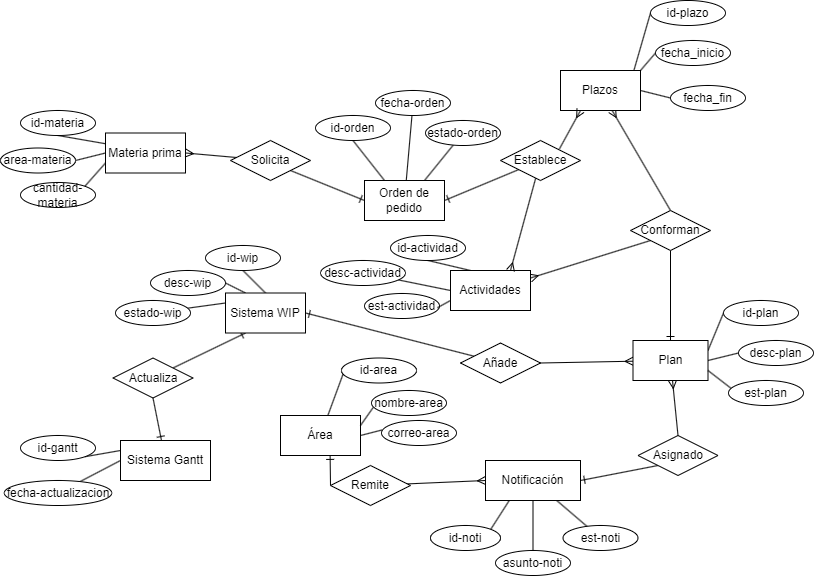 id-plazo
fecha_inicio
Plazos
fecha_fin
fecha-orden
id-materia
id-orden
estado-orden
Materia prima
area-materia
Solicita
Establece
cantidad-
materia
Orden de
pedido
Conforman
id-wip
id-actividad
desc-wip
desc-actividad
Actividades
estado-wip
Sistema WIP
est-actividad
id-plan
Añade
Plan
desc-plan
Actualiza
id-area
est-plan
nombre-area
Área
correo-area
id-gantt
Sistema Gantt
Asignado
fecha-actualizacion
Remite
Notificación
id-noti
est-noti
asunto-noti